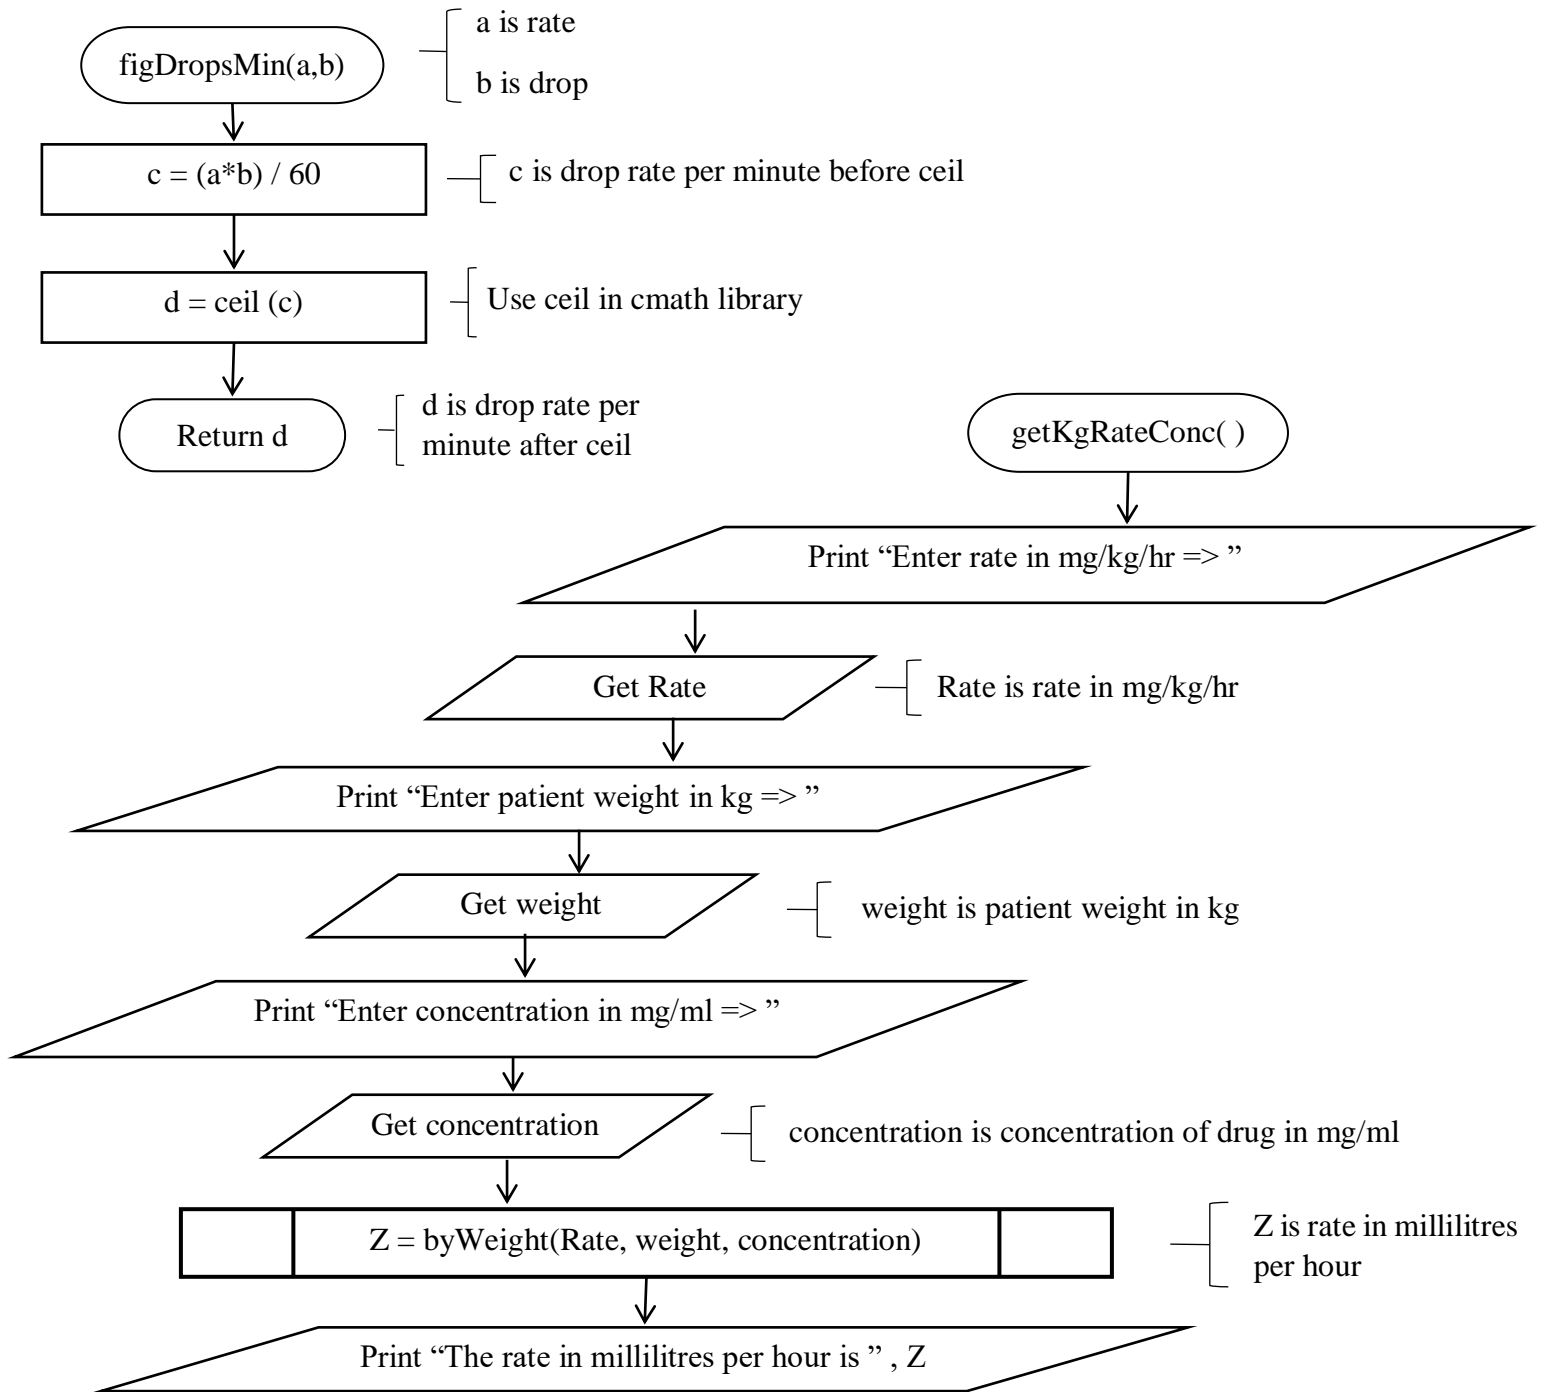 figDropsMin(a,b)
a is rate
b is drop
c = (a*b) / 60
c is drop rate per minute before ceil
d = ceil (c)
Use ceil in cmath library
Return d
d is drop rate per
minute after ceil
getKgRateConc( )
Print “Enter rate in mg/kg/hr => ”
Get Rate
Rate is rate in mg/kg/hr
Print “Enter patient weight in kg => ”
Get weight
weight is patient weight in kg
Print “Enter concentration in mg/ml => ”
Get concentration
concentration is concentration of drug in mg/ml
Z = byWeight(Rate, weight, concentration)
Z is rate in millilitres
per hour
Print “The rate in millilitres per hour is ” , Z